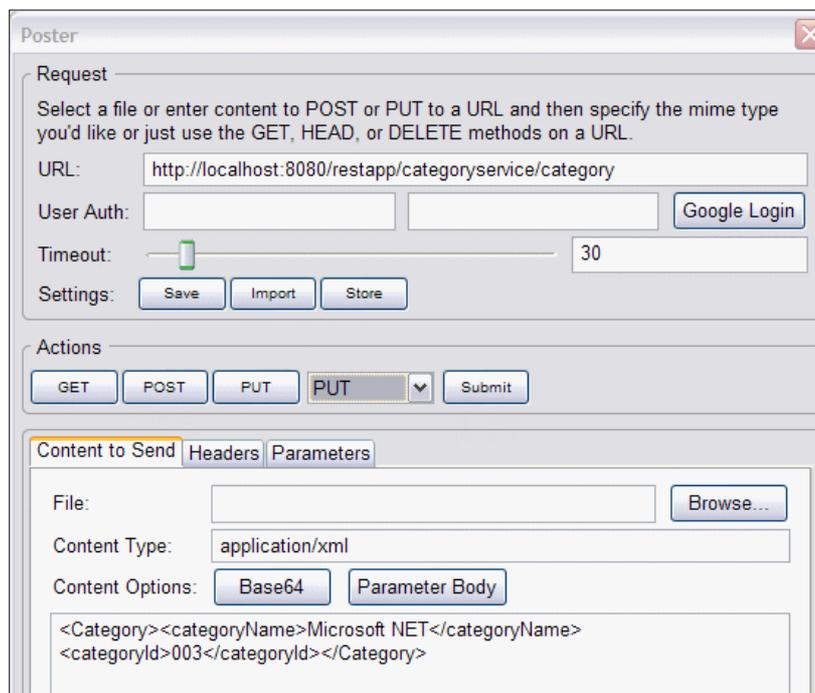 Poster
Request
Select a file or enter content to POST or PUT to a URL and then specify the mime type
you'd like or just use the GET, HEAD, or DELETE methods on a URL.
URL: http://localhost:8080/restapp/categoryservice/category
User Auth: Google Login
Timeout: 30
Settings: Save Import Store
Actions
GET POST PUT PUT Submit
Content to Send Headers Parameters
File: Browse...
Content Type: application/xml
Content Options: Base64 Parameter Body
<Category><categoryName>Microsoft NET</categoryName>
<categoryId>003</categoryId></Category>